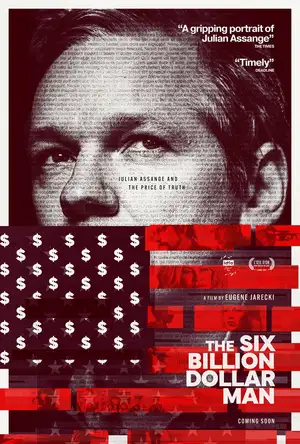 “A gripping portrait of
Julian Assange”
THE TIMES
“Timely”
DEADLINE
JULIAN ASSANGE AND
THE PRICE OF TRUTH
A FILM BY EUGENE JARECKI
THE SIX
BILLION
DOLLAR
MAN
COMING SOON